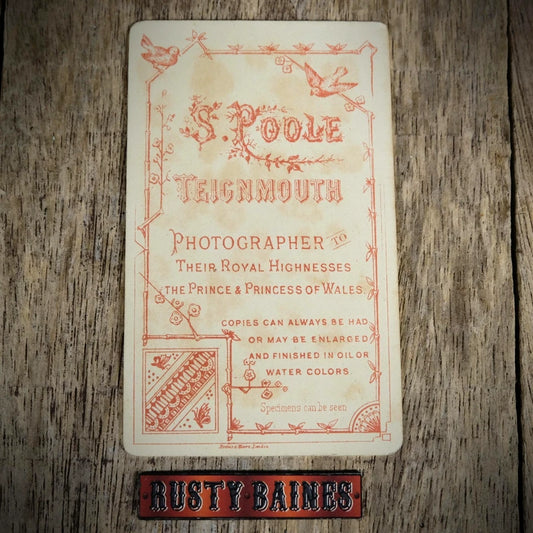 S. POOLE
TEIGNMOUTH
PHOTOGRAPHER TO
THEIR ROYAL HIGHNESSES
THE PRINCE & PRINCESS OF WALES.
COPIES CAN ALWAYS BE HAD
OR MAY BE ENLARGED
AND FINISHED IN OIL OR
WATER COLORS
Specimens can be seen
London
RUSTY BAINES